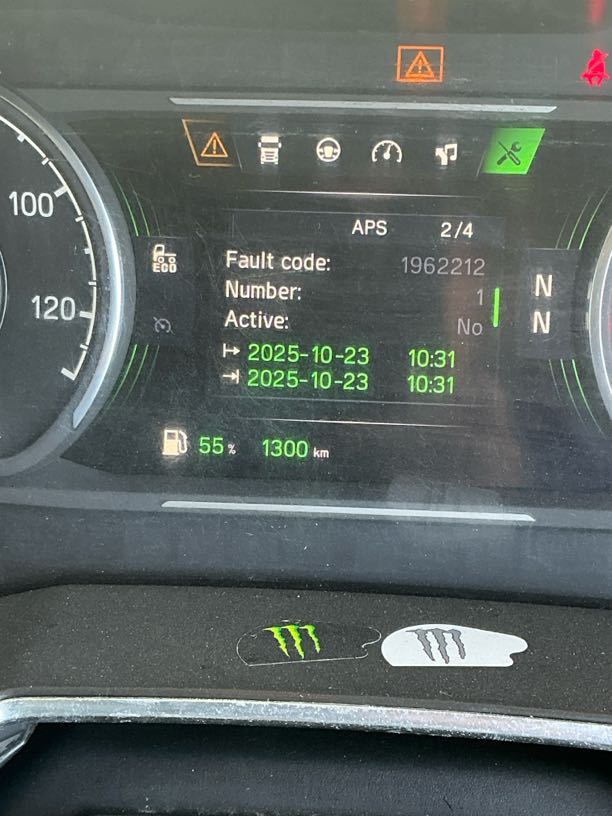 100
120
ECO
APS 2/4
Fault code: 1962212
Number: 1
Active: No
2025-10-23 10:31
2025-10-23 10:31
N
N
55 % 1300 km